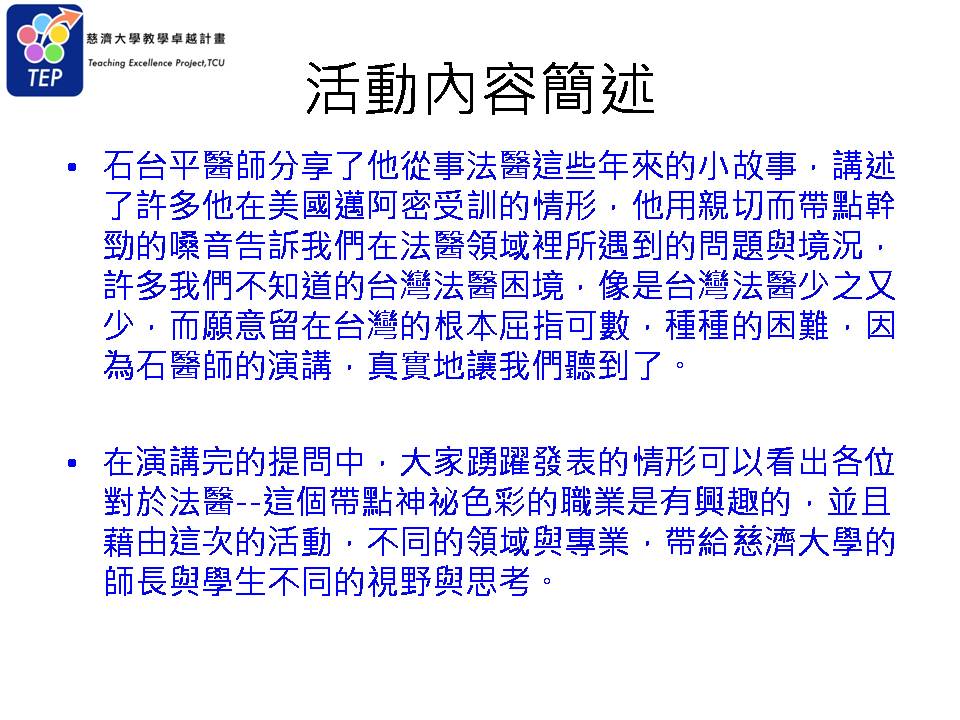 慈濟大學教學卓越計畫
Teaching Excellence Project,TCU
TEP
活動內容簡述
• 石台平醫師分享了他從事法醫這些年來的小故事，講述
了許多他在美國邁阿密受訓的情形，他用親切而帶點幹
勁的嗓音告訴我們在法醫領域裡所遇到的問題與境況，
許多我們不知道的台灣法醫困境，像是台灣法醫少之又
少，而願意留在台灣的根本屈指可數，種種的困難，因
為石醫師的演講，真實地讓我們聽到了。
• 在演講完的提問中，大家踴躍發表的情形可以看出各位
對於法醫--這個帶點神祕色彩的職業是有興趣的，並且
藉由這次的活動，不同的領域與專業，帶給慈濟大學的
師長與學生不同的視野與思考。